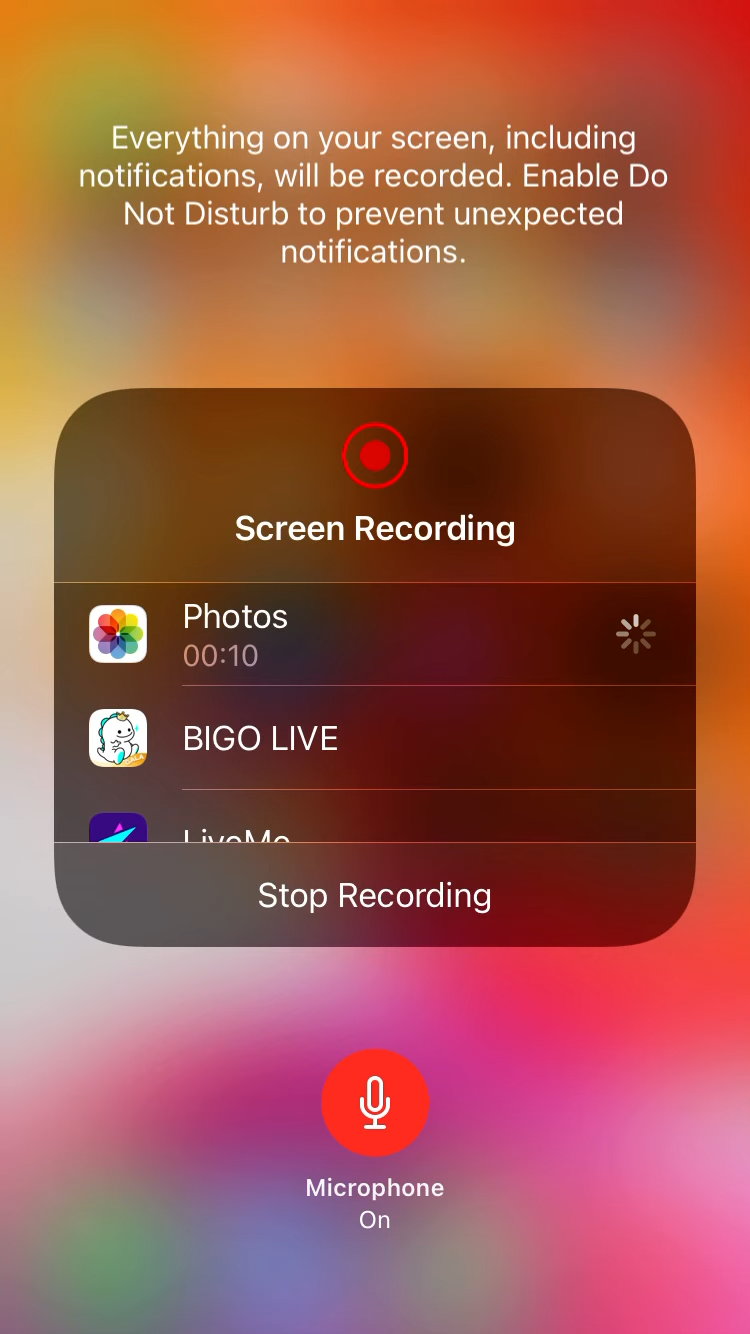 Everything on your screen, including
notifications, will be recorded. Enable Do
Not Disturb to prevent unexpected
notifications.
Screen Recording
Photos
00:10
BIGO LIVE
LiveMe
Stop Recording
Microphone
On